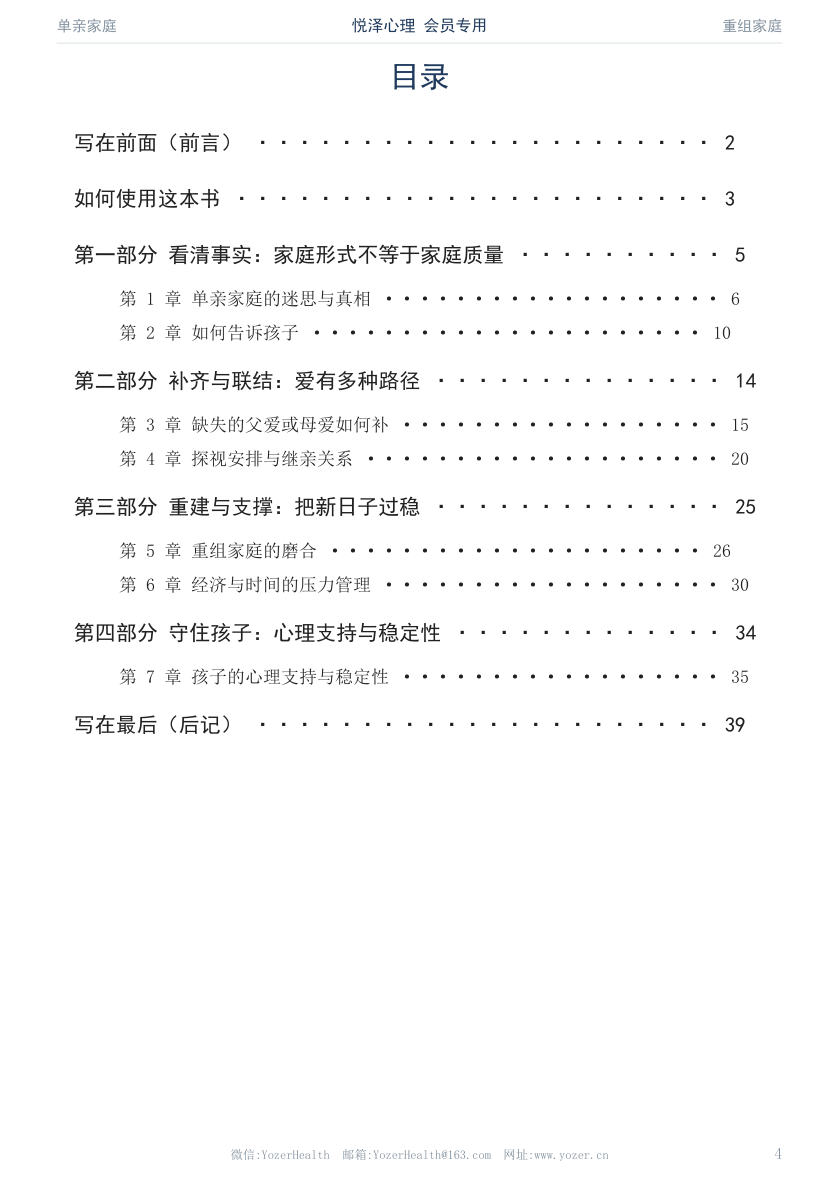 单亲家庭 悦泽心理 会员专用 重组家庭
目录
写在前面（前言） ······················ 2
如何使用这本书 ······················· 3
第一部分 看清事实：家庭形式不等于家庭质量 ·········· 5
第 1 章 单亲家庭的迷思与真相 ··················· 6
第 2 章 如何告诉孩子 ······················ 10
第二部分 补齐与联结：爱有多种路径 ·············· 14
第 3 章 缺失的父爱或母爱如何补 ·················· 15
第 4 章 探视安排与继亲关系 ···················· 20
第三部分 重建与支撑：把新日子过稳 ·············· 25
第 5 章 重组家庭的磨合 ····················· 26
第 6 章 经济与时间的压力管理 ··················· 30
第四部分 守住孩子：心理支持与稳定性 ············· 34
第 7 章 孩子的心理支持与稳定性 ·················· 35
写在最后（后记） ······················ 39
微信:YozerHealth 邮箱:YozerHealth@163.com 网址:www.yozer.cn 4